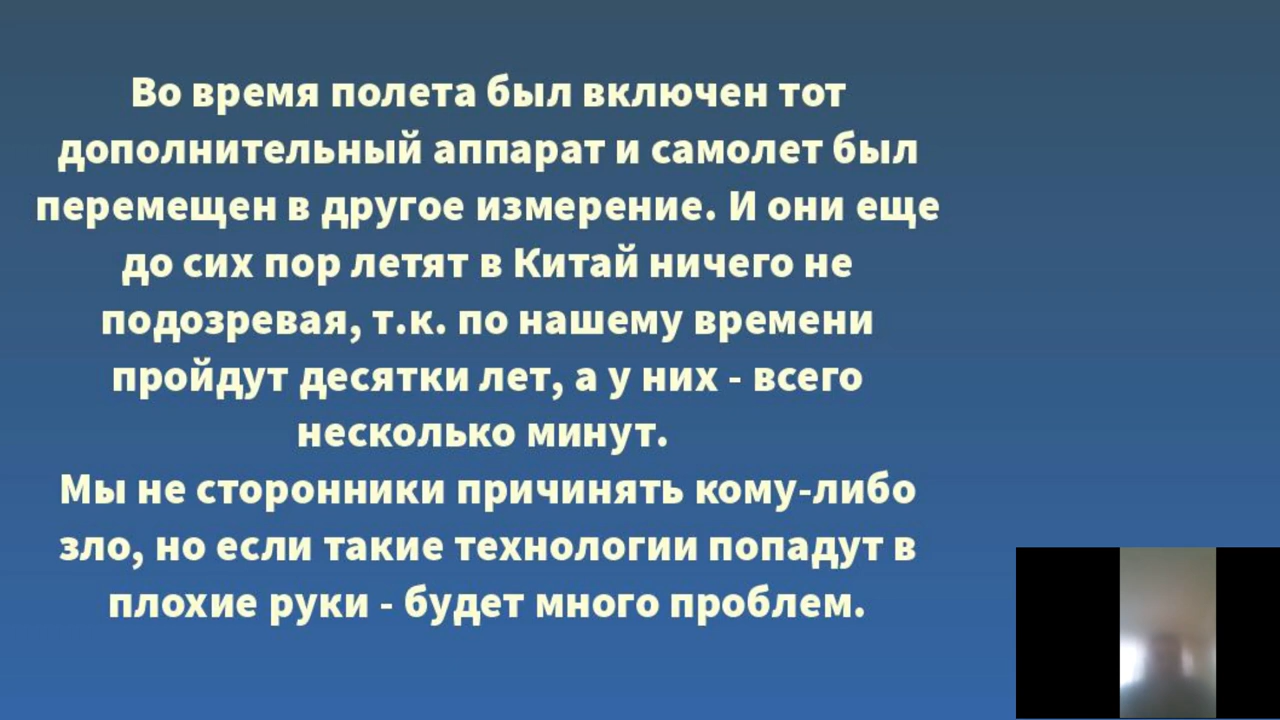 Во время полета был включен тот
дополнительный аппарат и самолет был
перемещен в другое измерение. И они еще
до сих пор летят в Китай ничего не
подозревая, т.к. по нашему времени
пройдут десятки лет, а у них - всего
несколько минут.
Мы не сторонники причинять кому-либо
зло, но если такие технологии попадут в
плохие руки - будет много проблем.